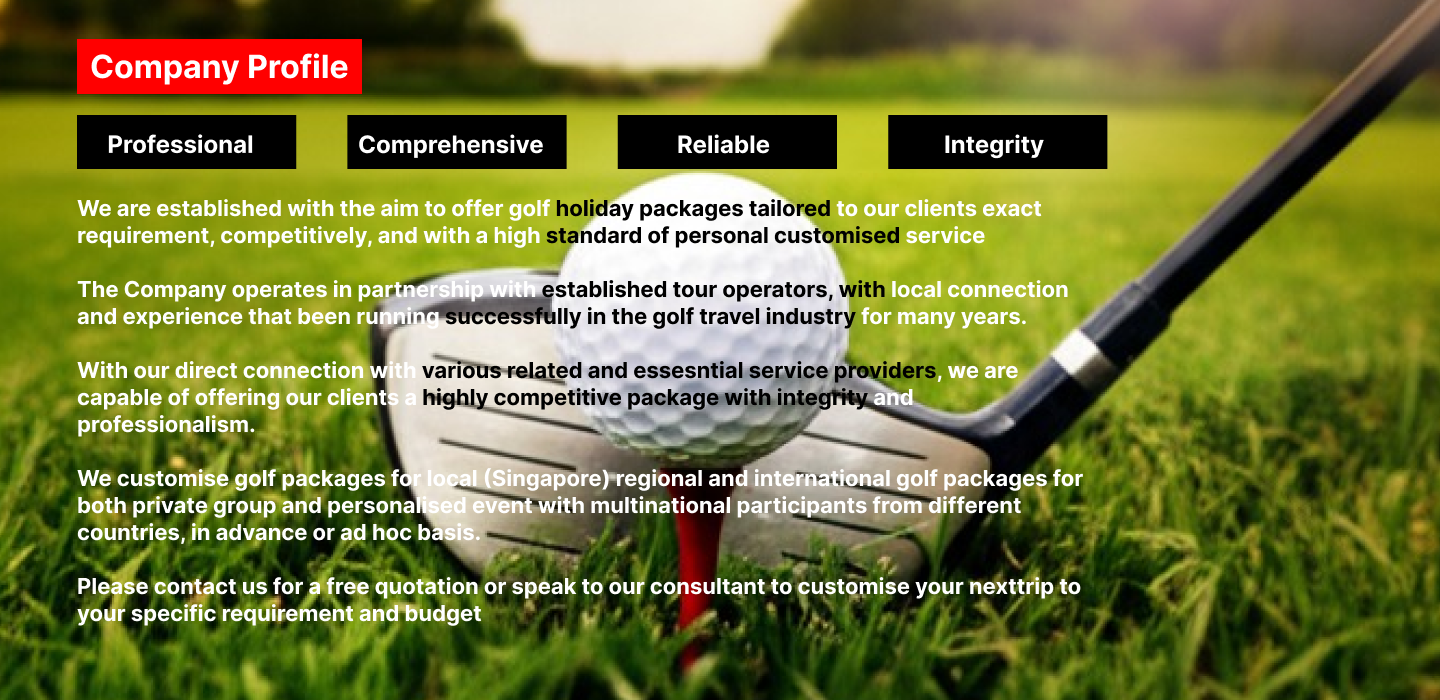 Company Profile
Professional
Comprehensive
Reliable
Integrity
We are established with the aim to offer golf holiday packages tailored to our clients exact
requirement, competitively, and with a high standard of personal customised service
The Company operates in partnership with established tour operators, with local connection
and experience that been running successfully in the golf travel industry for many years.
With our direct connection with various related and essesntial service providers, we are
capable of offering our clients a highly competitive package with integrity and
professionalism.
We customise golf packages for local (Singapore) regional and international golf packages for
both private group and personalised event with multinational participants from different
countries, in advance or ad hoc basis.
Please contact us for a free quotation or speak to our consultant to customise your nexttrip to
your specific requirement and budget